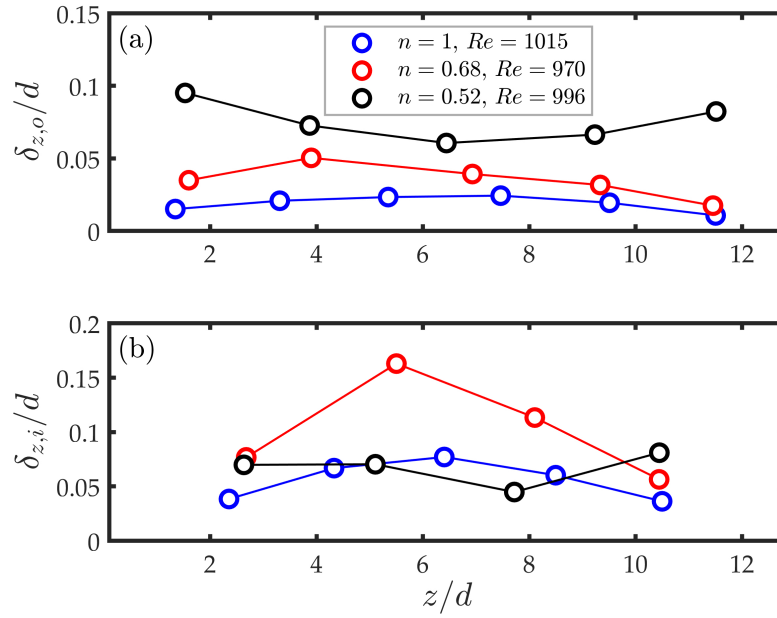 (a)
n = 1, Re = 1015
n = 0.68, Re = 970
n = 0.52, Re = 996
δz,o/d
0.15
0.1
0.05
0
2 4 6 8 10 12
(b)
δz,i/d
0.2
0.15
0.1
0.05
0
2 4 6 8 10 12
z/d